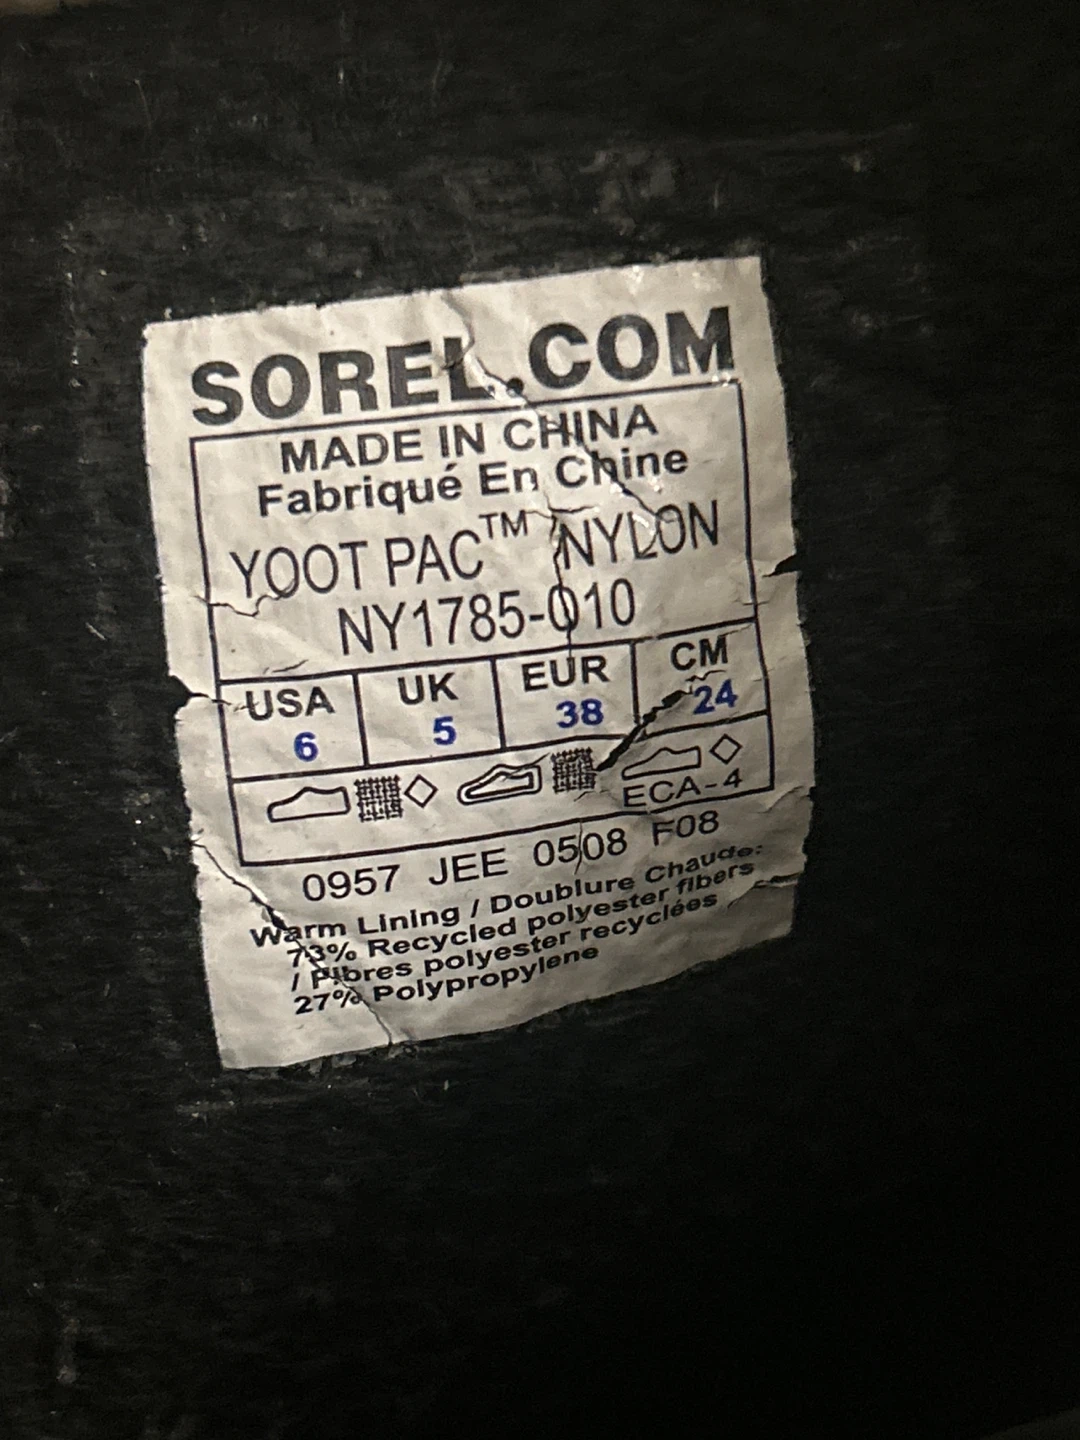 SOREL.COM
MADE IN CHINA
Fabriqué En Chine
YOOT PAC™ NYLON
NY1785-010
USA UK EUR CM
6 5 38 24
ECA-4
0957 JEE 0508 F08
Warm Lining / Doublure Chaude:
73% Recycled polyester fibers
/ Fibres polyester recyclées
27% Polypropylene